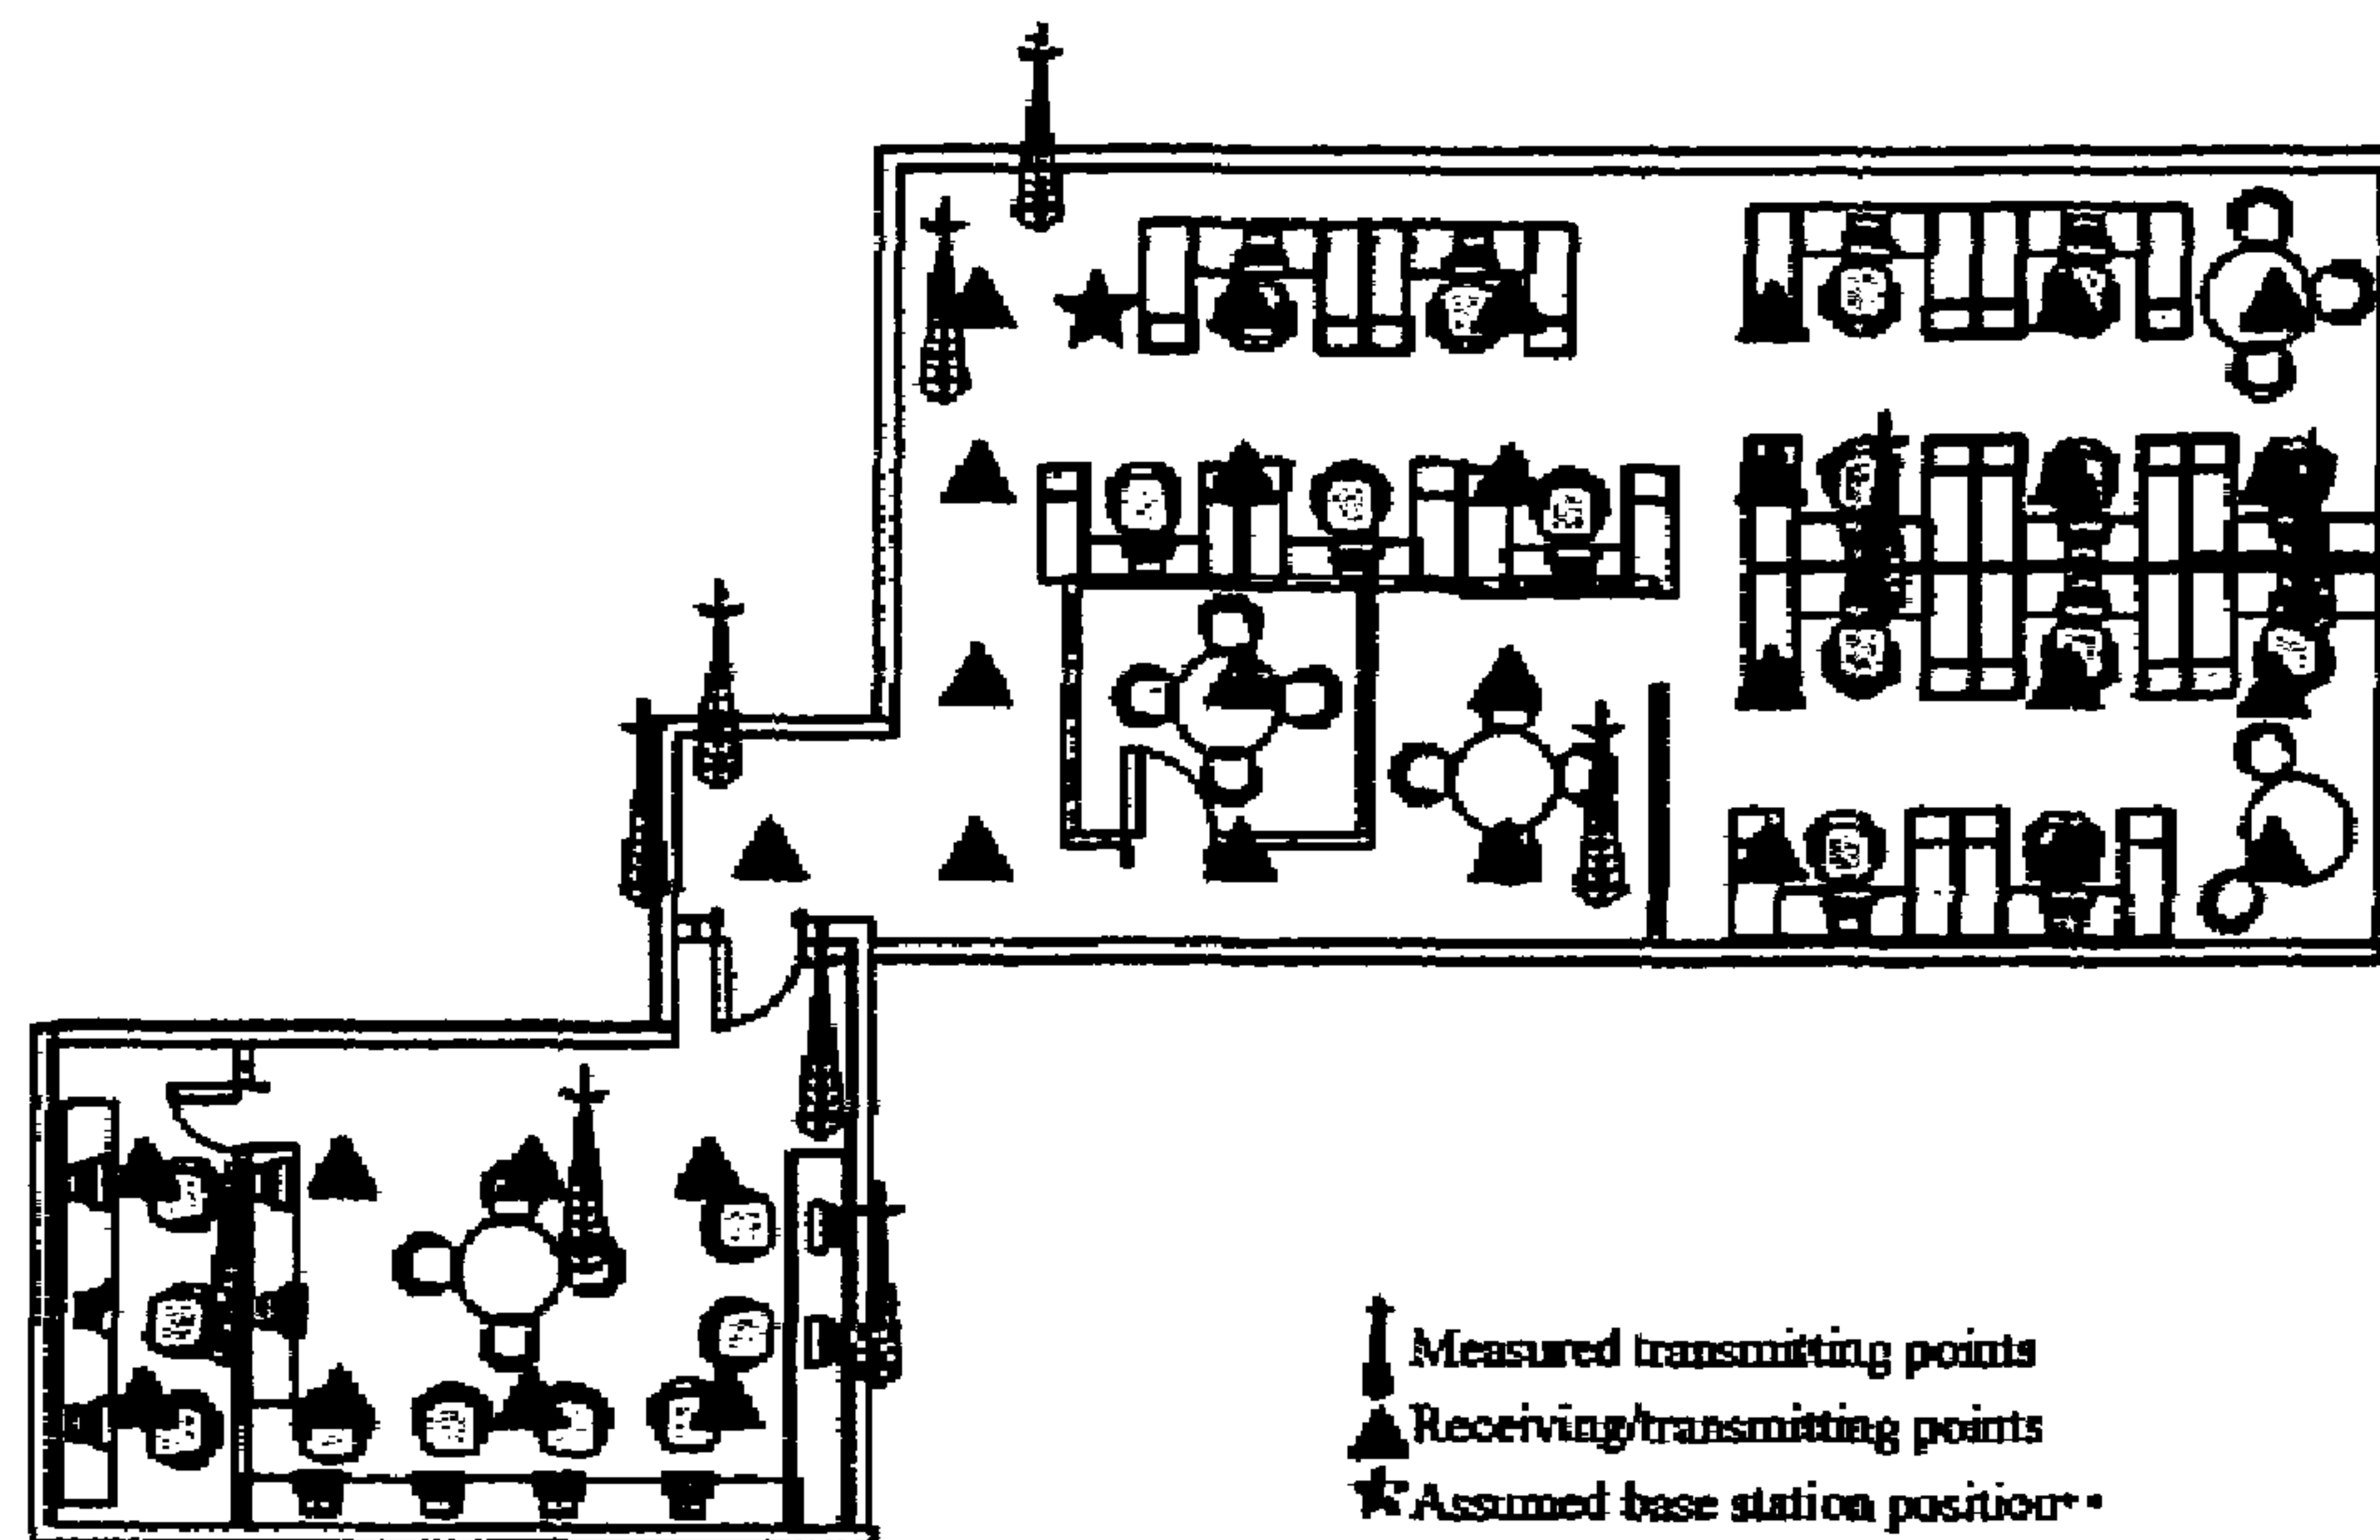 Measured transmitting points
Receiving/transmitting points
Assumed base station position